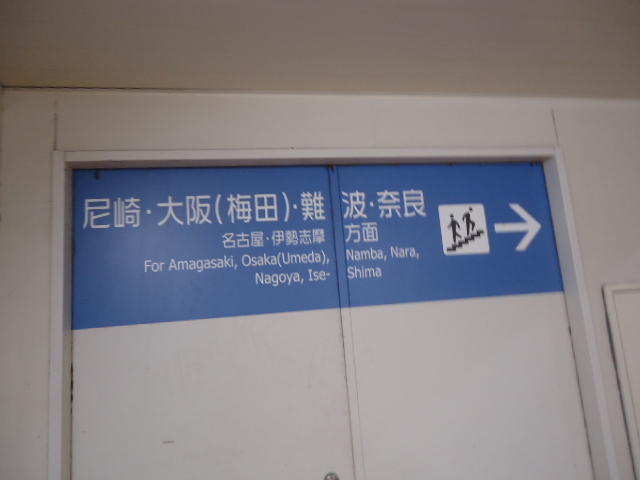 尼崎・大阪(梅田)・難波・奈良
名古屋・伊勢志摩方面
For Amagasaki, Osaka(Umeda), Namba, Nara,
Nagoya, Ise-Shima